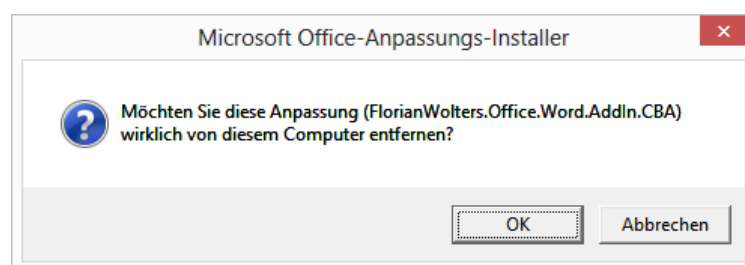 Microsoft Office-Anpassungs-Installer
Möchten Sie diese Anpassung (FlorianWolters.Office.Word.AddIn.CBA)
wirklich von diesem Computer entfernen?
OK
Abbrechen